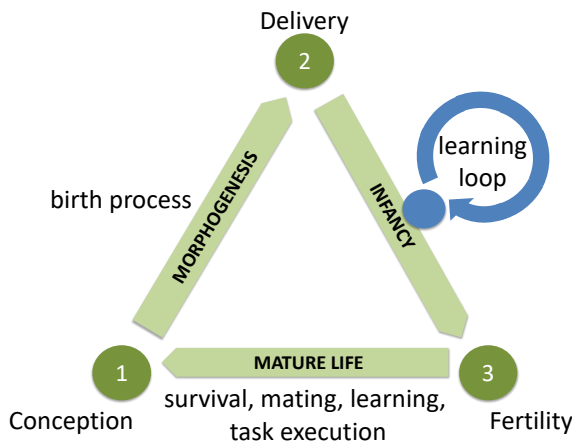 Delivery
2
learning
loop
MORPHOGENESIS
INFANCY
birth process
1
MATURE LIFE
3
Conception
survival, mating, learning,
task execution
Fertility